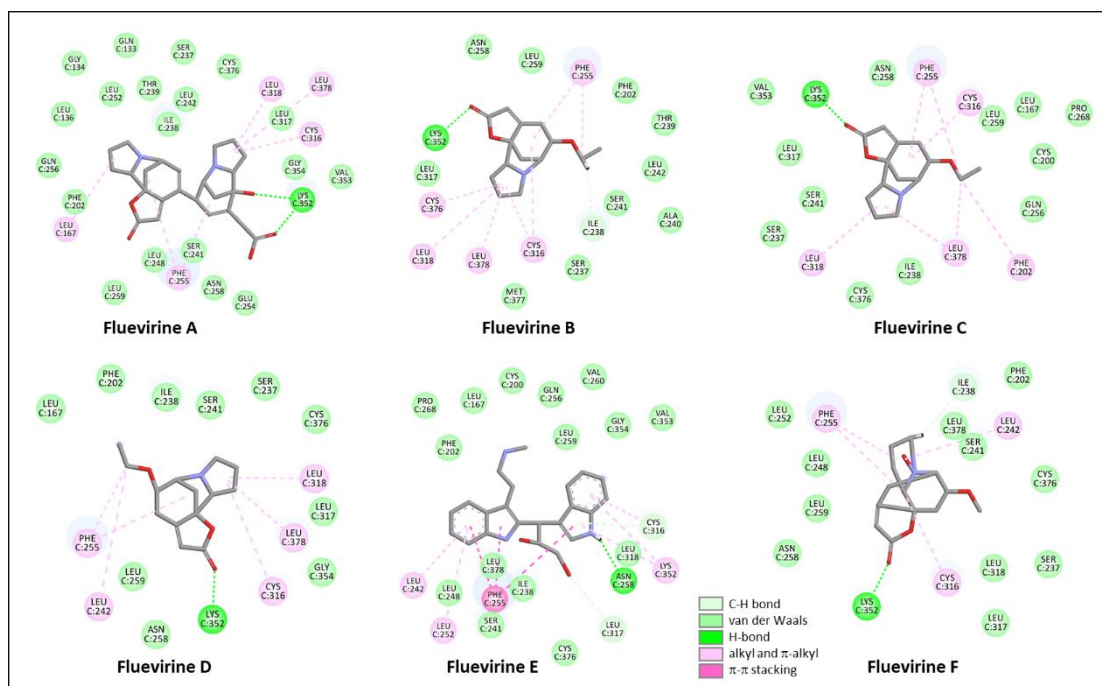 GLN
C:133
SER
C:237
CYS
C:376
GLY
C:134
LEU
C:252
THR
C:239
LEU
C:242
LEU
C:318
LEU
C:378
LEU
C:136
ILE
C:238
LEU
C:317
CYS
C:316
GLN
C:256
GLY
C:354
VAL
C:353
PHE
C:202
LYS
C:352
LEU
C:167
LEU
C:248
SER
C:241
PHE
C:255
LEU
C:259
ASN
C:258
GLU
C:254
Fluevirine A
ASN
C:258
LEU
C:259
PHE
C:255
PHE
C:202
LYS
C:352
THR
C:239
LEU
C:317
LEU
C:242
CYS
C:376
SER
C:241
ALA
C:240
ILE
C:238
LEU
C:318
LEU
C:378
CYS
C:316
SER
C:237
MET
C:377
Fluevirine B
VAL
C:353
LYS
C:352
ASN
C:258
PHE
C:255
CYS
C:316
LEU
C:259
LEU
C:167
PRO
C:268
LEU
C:317
CYS
C:200
SER
C:241
GLN
C:256
SER
C:237
LEU
C:318
ILE
C:238
LEU
C:378
PHE
C:202
CYS
C:376
Fluevirine C
LEU
C:167
PHE
C:202
ILE
C:238
SER
C:241
SER
C:237
CYS
C:376
LEU
C:318
LEU
C:317
PHE
C:255
LEU
C:378
LEU
C:259
GLY
C:354
LEU
C:242
CYS
C:316
ASN
C:258
LYS
C:352
Fluevirine D
PRO
C:268
LEU
C:167
CYS
C:200
GLN
C:256
VAL
C:260
PHE
C:202
LEU
C:259
GLY
C:354
VAL
C:353
CYS
C:316
LEU
C:318
LEU
C:378
LYS
C:352
LEU
C:242
LEU
C:248
PHE
C:255
ILE
C:238
ASN
C:258
LEU
C:252
SER
C:241
CYS
C:376
LEU
C:317
Fluevirine E
C-H bond
van der Waals
H-bond
alkyl and π-alkyl
π-π stacking
ILE
C:238
PHE
C:202
LEU
C:252
PHE
C:255
LEU
C:378
SER
C:241
LEU
C:242
LEU
C:248
CYS
C:376
LEU
C:259
ASN
C:258
CYS
C:316
LEU
C:318
SER
C:237
LYS
C:352
LEU
C:317
Fluevirine F